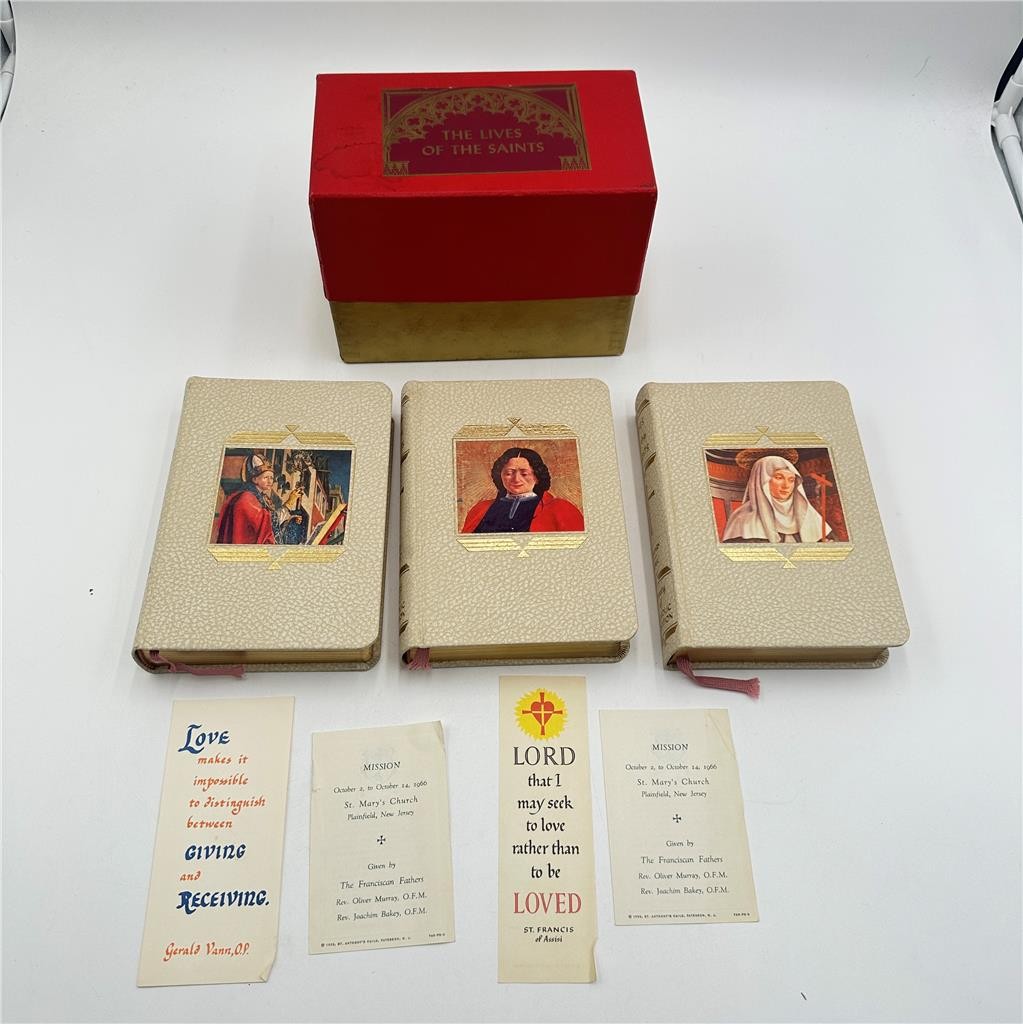 THE LIVES
OF THE SAINTS
LOVE
makes it
impossible
to distinguish
between
GIVING
and
RECEIVING.
Gerald Vann, O.P.
MISSION
October 2, to October 14, 1966
St. Mary's Church
Plainfield, New Jersey
Given by
The Franciscan Fathers
Rev. Oliver Murray, O.F.M.
Rev. Joachim Bakey, O.F.M.
LORD
that I
may seek
to love
rather than
to be
LOVED
ST. FRANCIS
of Assisi
MISSION
October 2, to October 14, 1966
St. Mary's Church
Plainfield, New Jersey
Given by
The Franciscan Fathers
Rev. Oliver Murray, O.F.M.
Rev. Joachim Bakey, O.F.M.